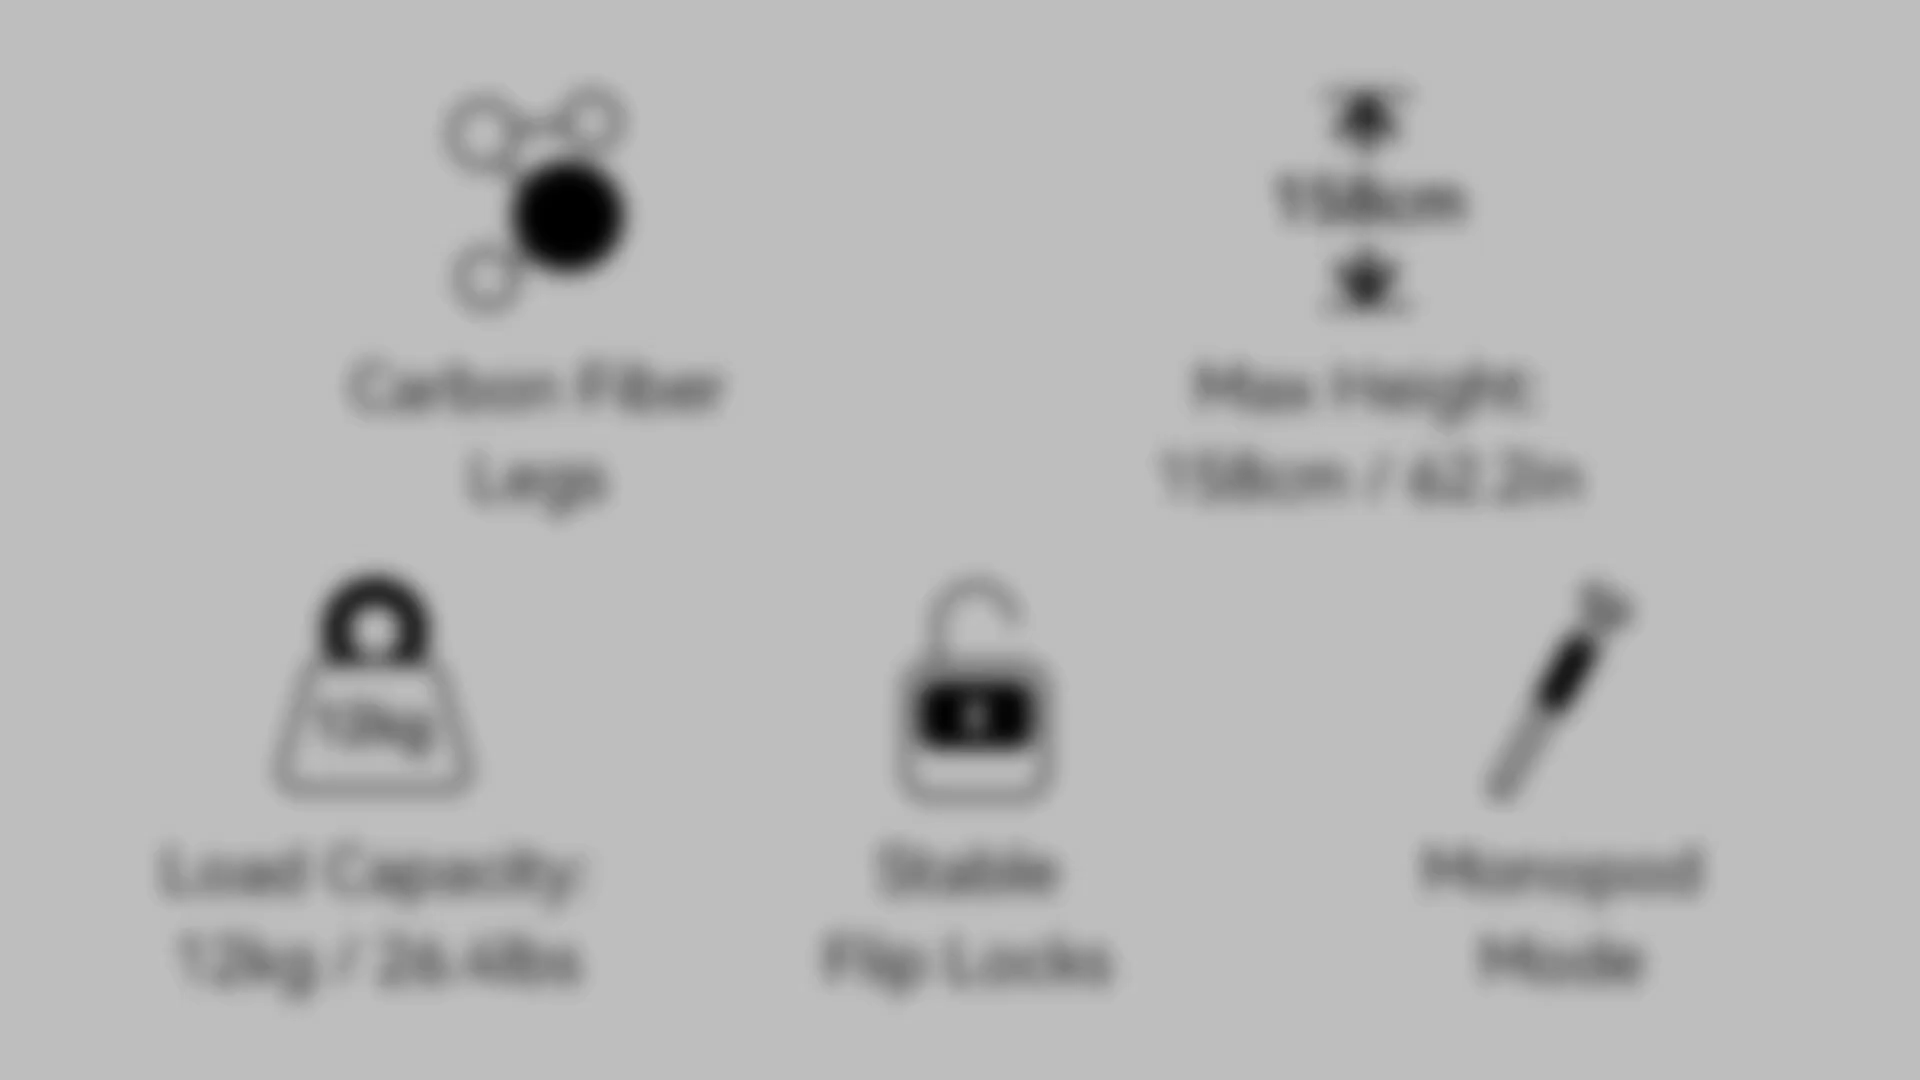 158cm
Carbon Fiber
Legs
Max Height:
158cm / 62.2in
12kg
Load Capacity:
12kg / 26.4lbs
Stable
Flip Locks
Monopod
Mode